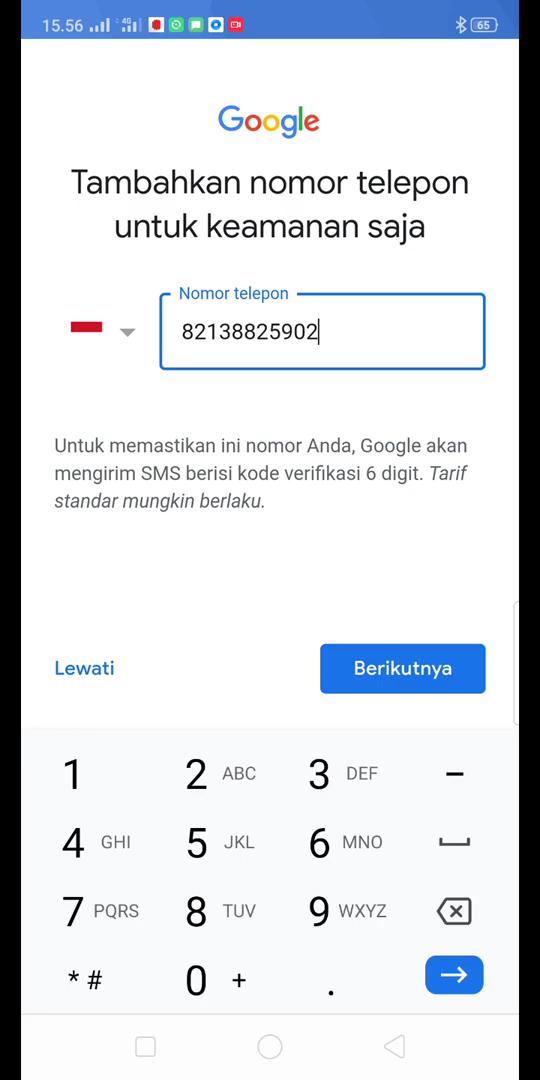 15.56 4G 65
Google
Tambahkan nomor telepon
untuk keamanan saja
Nomor telepon
82138825902
Untuk memastikan ini nomor Anda, Google akan
mengirim SMS berisi kode verifikasi 6 digit. Tarif
standar mungkin berlaku.
Lewati Berikutnya
1 2 ABC 3 DEF -
4 GHI 5 JKL 6 MNO
7 PQRS 8 TUV 9 WXYZ
* # 0 + .